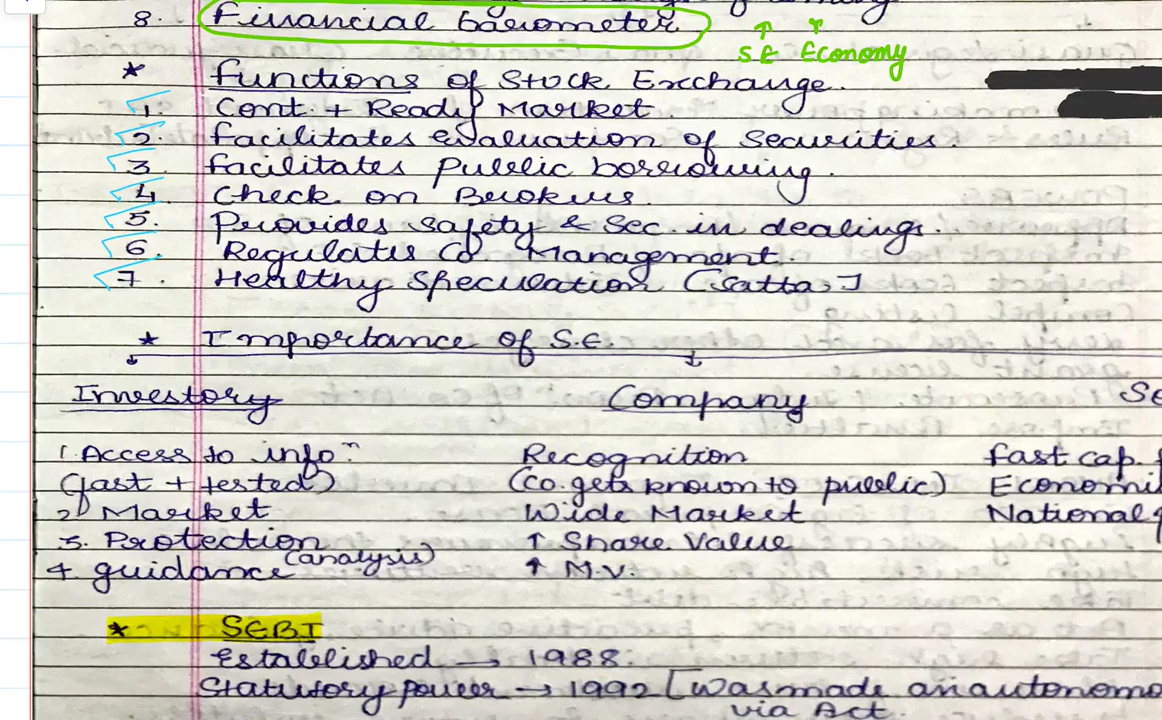 8. Financial barometer
SE Economy
* Functions of Stock Exchange.
1. Cont. + Ready Market
2. Facilitates evaluation of Securities.
3. Facilitates Public borrowing.
4. Check on Brokers.
5. Provides safety & Sec. in dealings.
6. Regulates Co. Management.
7. Healthy Speculation (Satta)
* Importance of S.E.
Investory Company
1. Access to infoⁿ Recognition fast cap.
(fast + tested) (Co. gets known to public)
2) Market Wide Market National
3. Protection ↑ Share Value
4. guidance (analysis) ↑ M.V.
* SEBI
Established → 1988.
Statutory power → 1992 [Was made an autonomo
via Act.